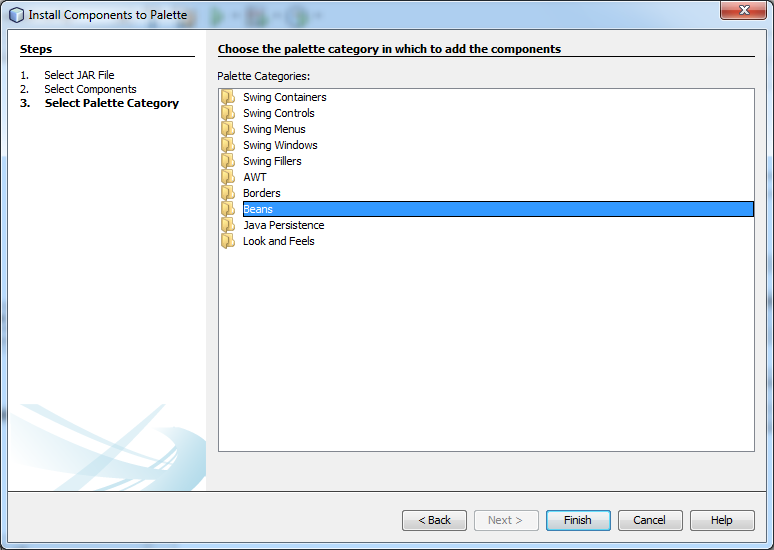 Install Components to Palette
Steps
1. Select JAR File
2. Select Components
3. Select Palette Category
Choose the palette category in which to add the components
Palette Categories:
Swing Containers
Swing Controls
Swing Menus
Swing Windows
Swing Fillers
AWT
Borders
Beans
Java Persistence
Look and Feels
< Back
Next >
Finish
Cancel
Help